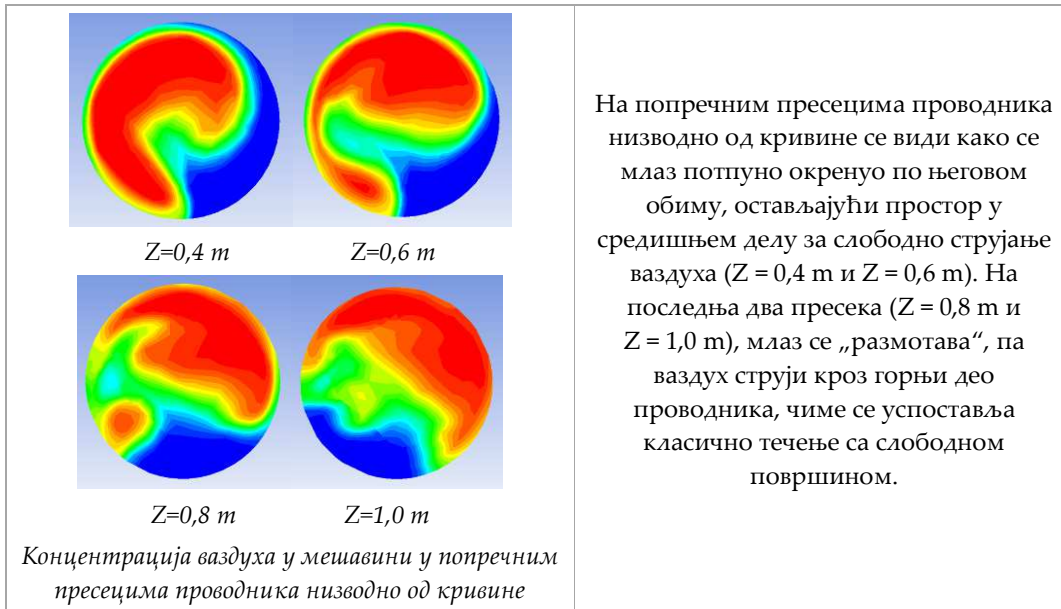 Z=0,4 m
Z=0,6 m
Z=0,8 m
Z=1,0 m
Концентрација ваздуха у мешавини у попречним
пресецима проводника низводно од кривине
На попречним пресецима проводника
низводно од кривине се види како се
млаз потпуно окренуо по његовом
обиму, остављајући простор у
средишњем делу за слободно струјање
ваздуха (Z = 0,4 m и Z = 0,6 m). На
последња два пресека (Z = 0,8 m и
Z = 1,0 m), млаз се „размотава“, па
ваздух струји кроз горњи део
проводника, чиме се успоставља
класично течење са слободном
површином.